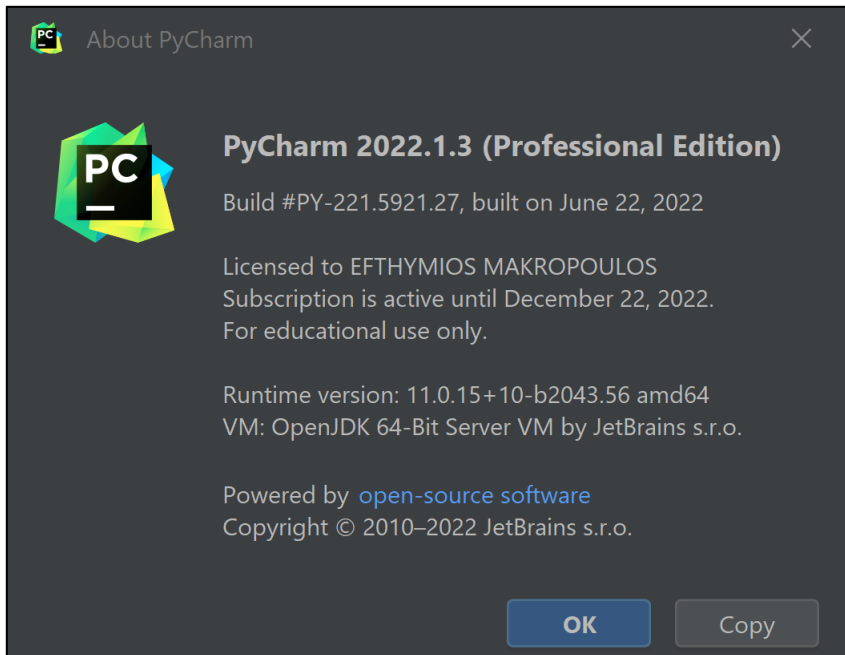 PC
About PyCharm
PC
PyCharm 2022.1.3 (Professional Edition)
Build #PY-221.5921.27, built on June 22, 2022
Licensed to EFTHYMIOS MAKROPOULOS
Subscription is active until December 22, 2022.
For educational use only.
Runtime version: 11.0.15+10-b2043.56 amd64
VM: OpenJDK 64-Bit Server VM by JetBrains s.r.o.
Powered by open-source software
Copyright © 2010–2022 JetBrains s.r.o.
OK
Copy